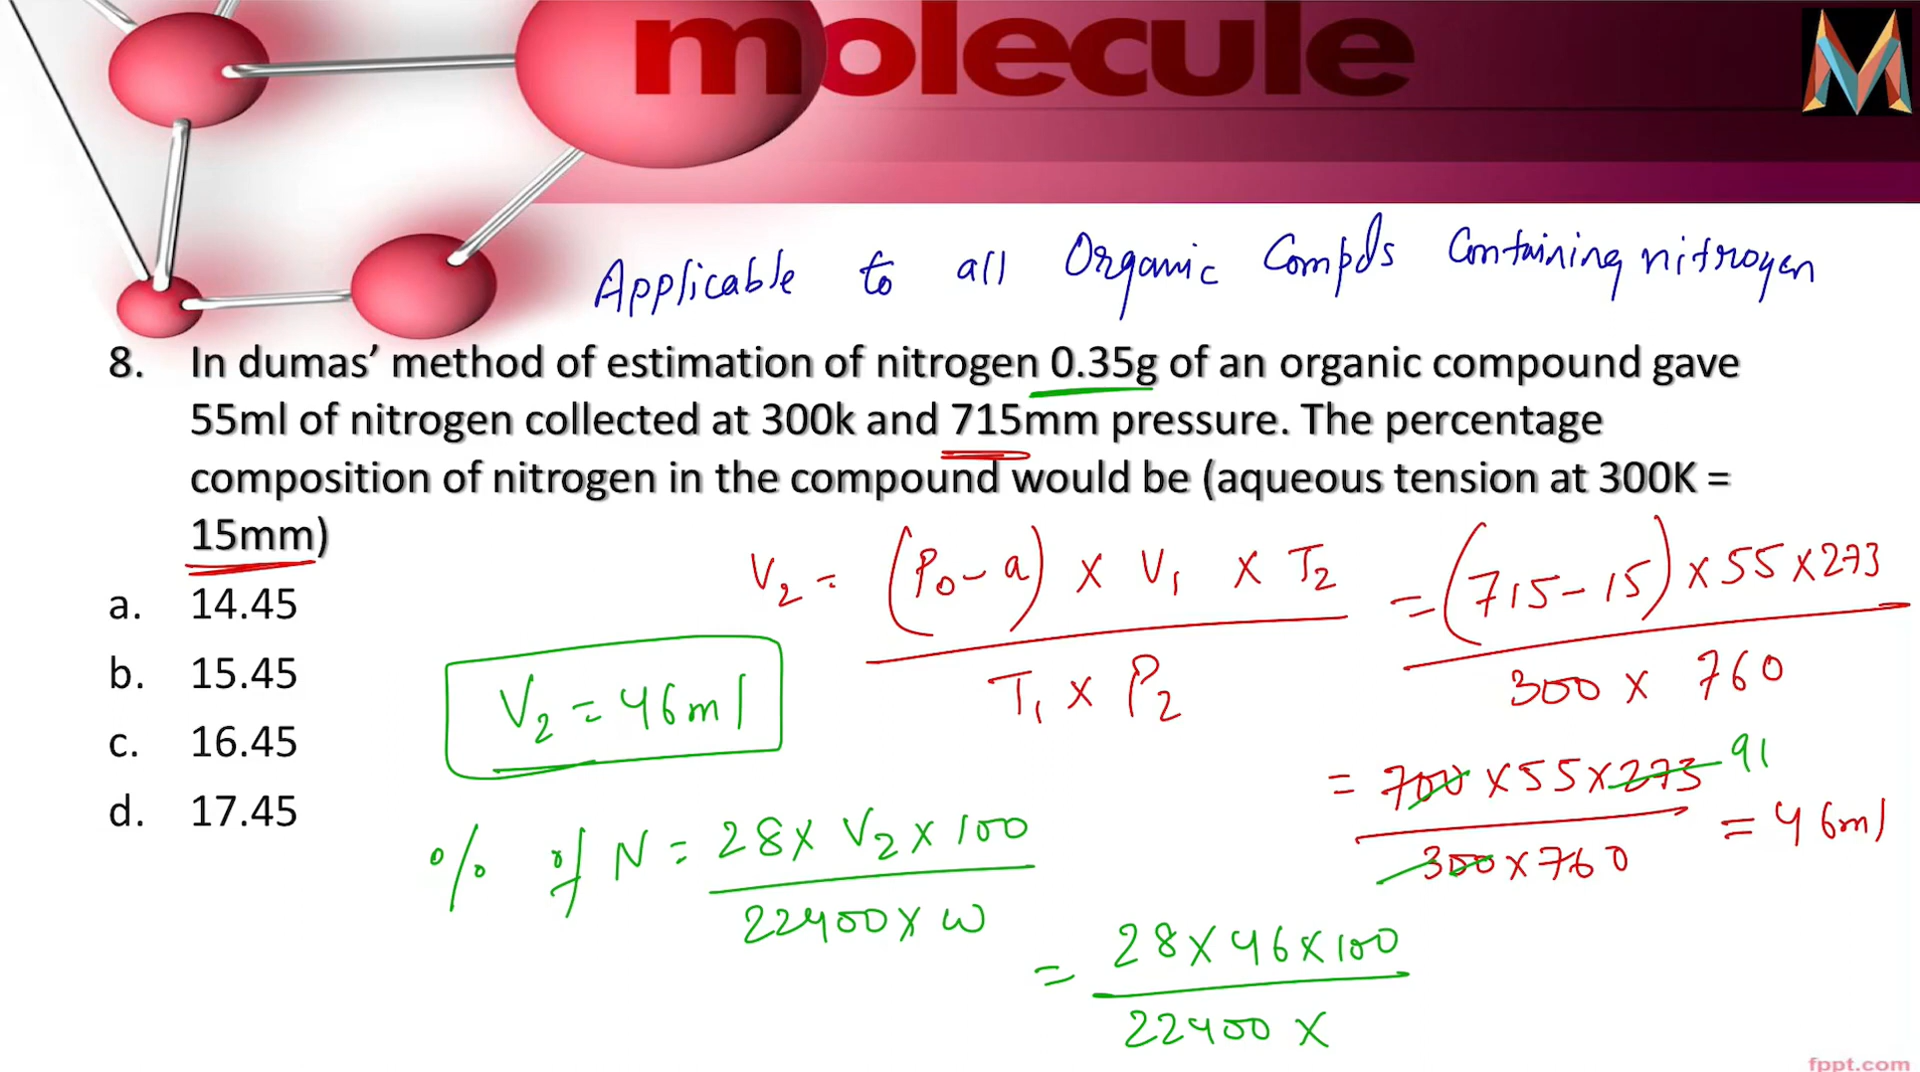 molecule
M
Applicable to all Organic Compds Containing nitrogen
8. In dumas’ method of estimation of nitrogen 0.35g of an organic compound gave
55ml of nitrogen collected at 300k and 715mm pressure. The percentage
composition of nitrogen in the compound would be (aqueous tension at 300K =
15mm)
V₂ = (P₀ - a) × V₁ × T₂
T₁ × P₂
= (715 - 15) × 55 × 273
300 × 760
a. 14.45
b. 15.45
c. 16.45
d. 17.45
V₂ = 46ml
= 700 × 55 × 273 91
300 × 760
= 46ml
% of N = 28 × V₂ × 100
22400 × W
= 28 × 46 × 100
22400 ×
fppt.com